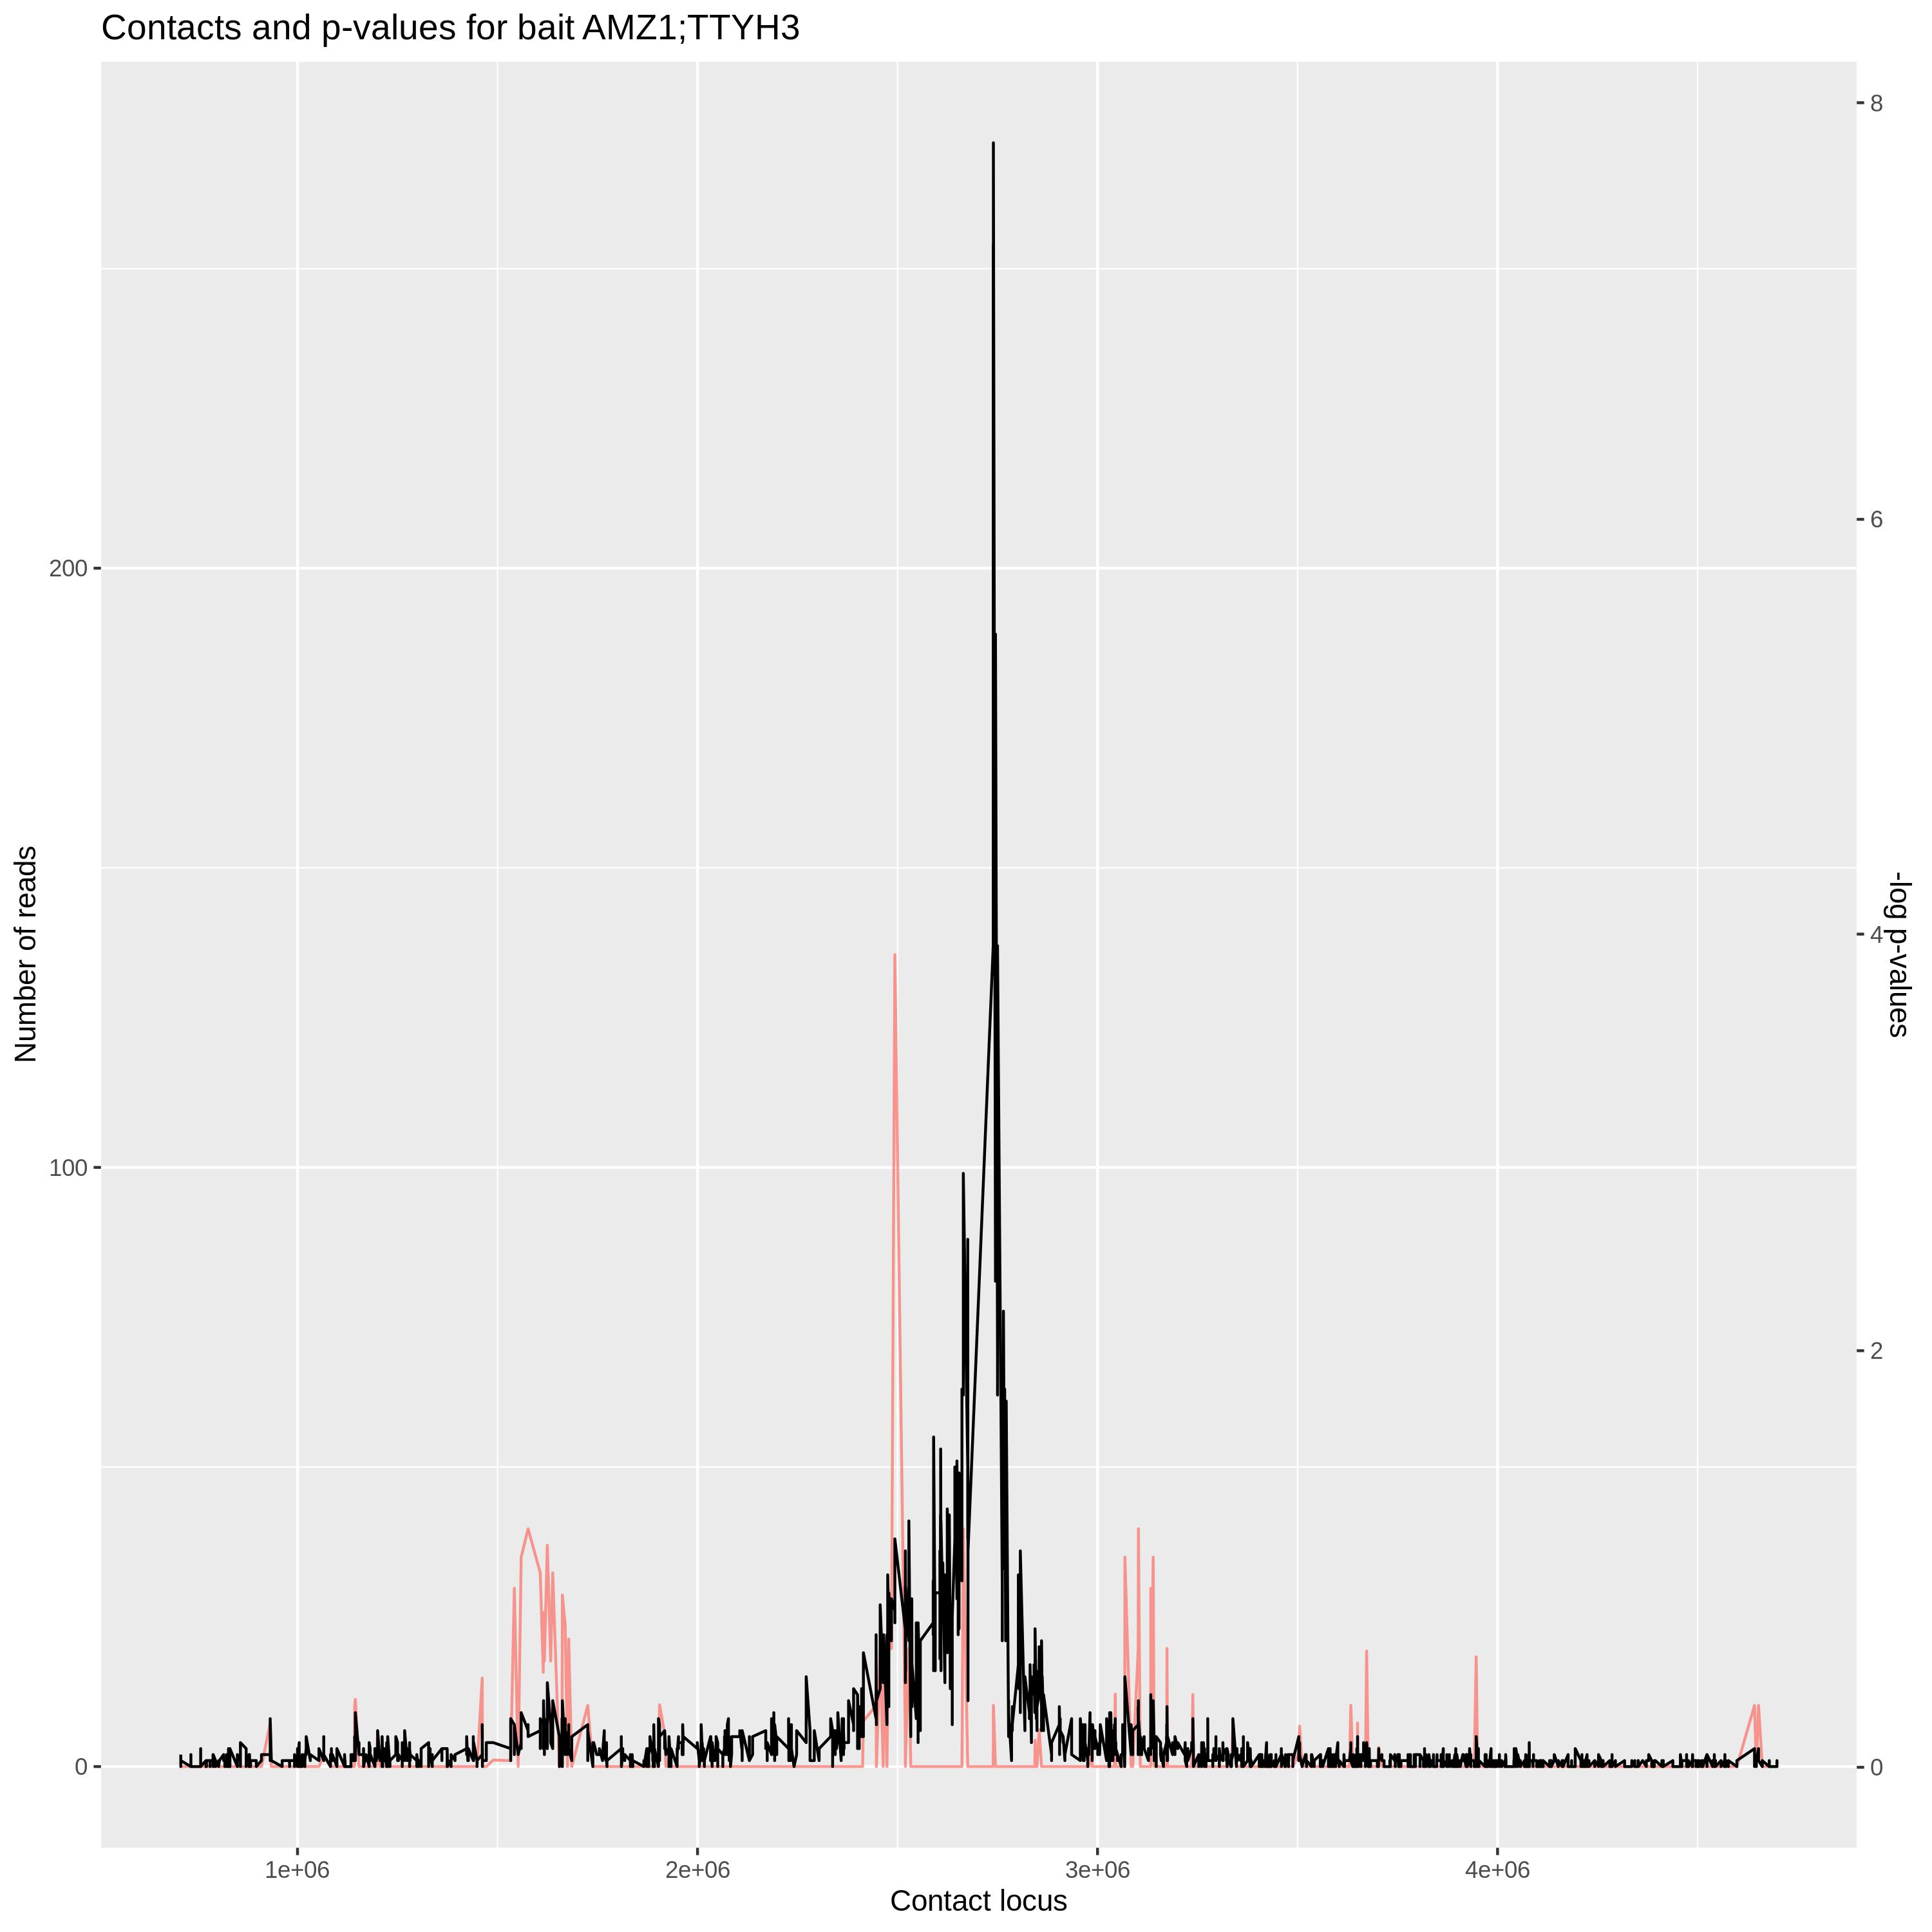 Contacts and p-values for bait AMZ1;TTYH3
8
6
200
Number of reads
-log p-values
4
100
2
0
0
1e+06
2e+06
3e+06
4e+06
Contact locus